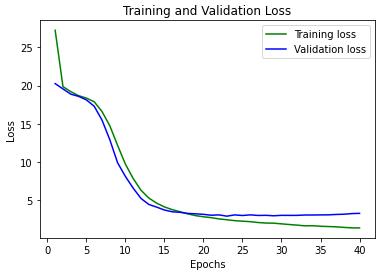 Training and Validation Loss
Training loss
Validation loss
Loss
25
20
15
10
5
0 5 10 15 20 25 30 35 40
Epochs